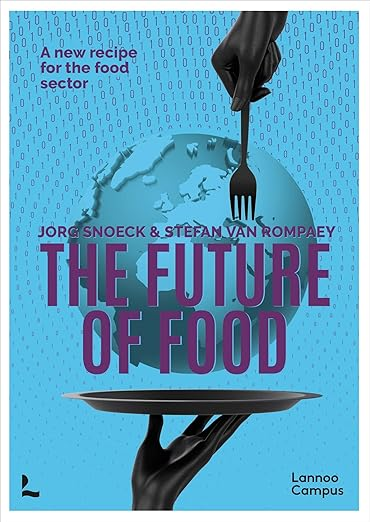 A new recipe
for the food
sector
JORG SNOECK & STEFAN VAN ROMPAEY
THE FUTURE
OF FOOD
Lannoo
Campus